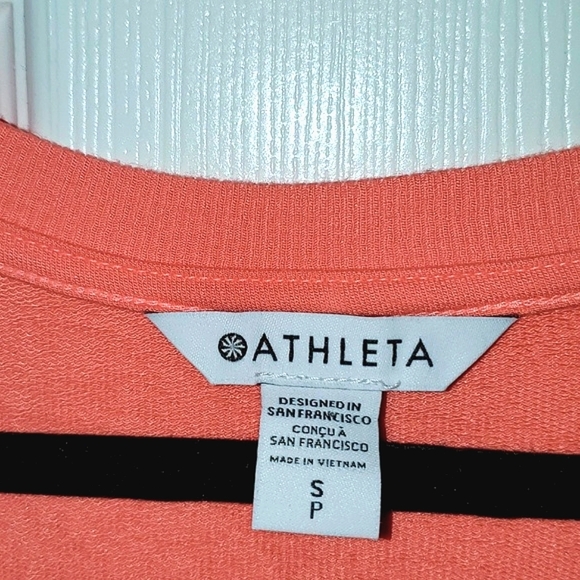 ATHLETA
DESIGNED IN
SAN FRANCISCO
CONÇU À
SAN FRANCISCO
MADE IN VIETNAM
S
P